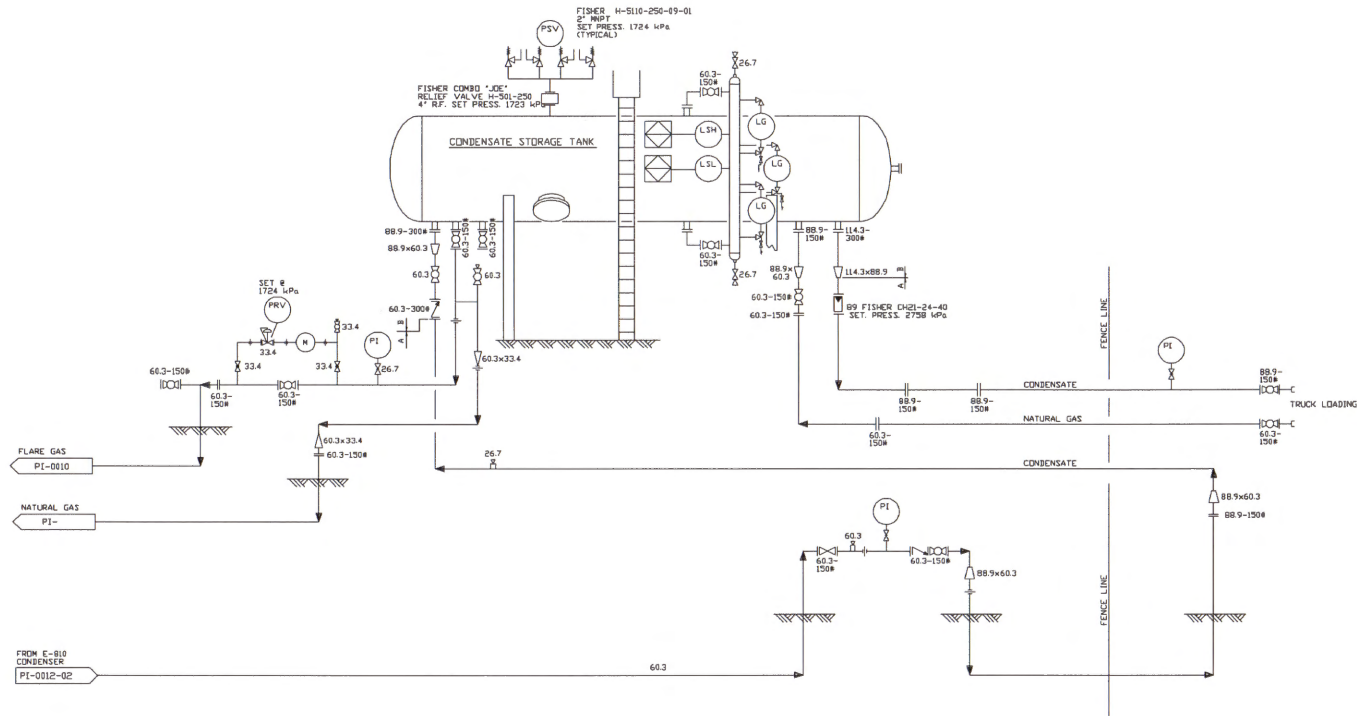 FISHER H-5110-250-09-01
2" MNPT
SET PRESS. 1724 kPa
(TYPICAL)
PSV
FISHER COMBO "JOE"
RELIEF VALVE H-501-250
4" R.F. SET PRESS. 1723 kPa
26.7
60.3-
150#
LG
LSH
CONDENSATE STORAGE TANK
LSL
LG
LG
88.9-300#
60.3-150#
60.3-150#
88.9x60.3
60.3
60.3
60.3-300#
B
A
60.3-
150#
26.7
88.9-
150#
114.3-
300#
88.9x
60.3
114.3x88.9
A
B
60.3-150#
60.3-150#
89 FISHER CH21-24-40
SET. PRESS. 2758 kPa
SET @
1724 kPa
PRV
33.4
33.4
M
PI
33.4
33.4
26.7
60.3x33.4
60.3-150#
60.3-
150#
60.3-
150#
FENCE LINE
PI
CONDENSATE
88.9-
150#
88.9-
150#
88.9-
150#
TRUCK LOADING
NATURAL GAS
60.3-
150#
60.3-
150#
60.3x33.4
60.3-150#
FLARE GAS
PI-0010
26.7
CONDENSATE
NATURAL GAS
PI-
88.9x60.3
88.9-150#
PI
60.3
60.3-
150#
60.3-150#
88.9x60.3
FENCE LINE
FROM E-810
CONDENSER
PI-0012-02
60.3